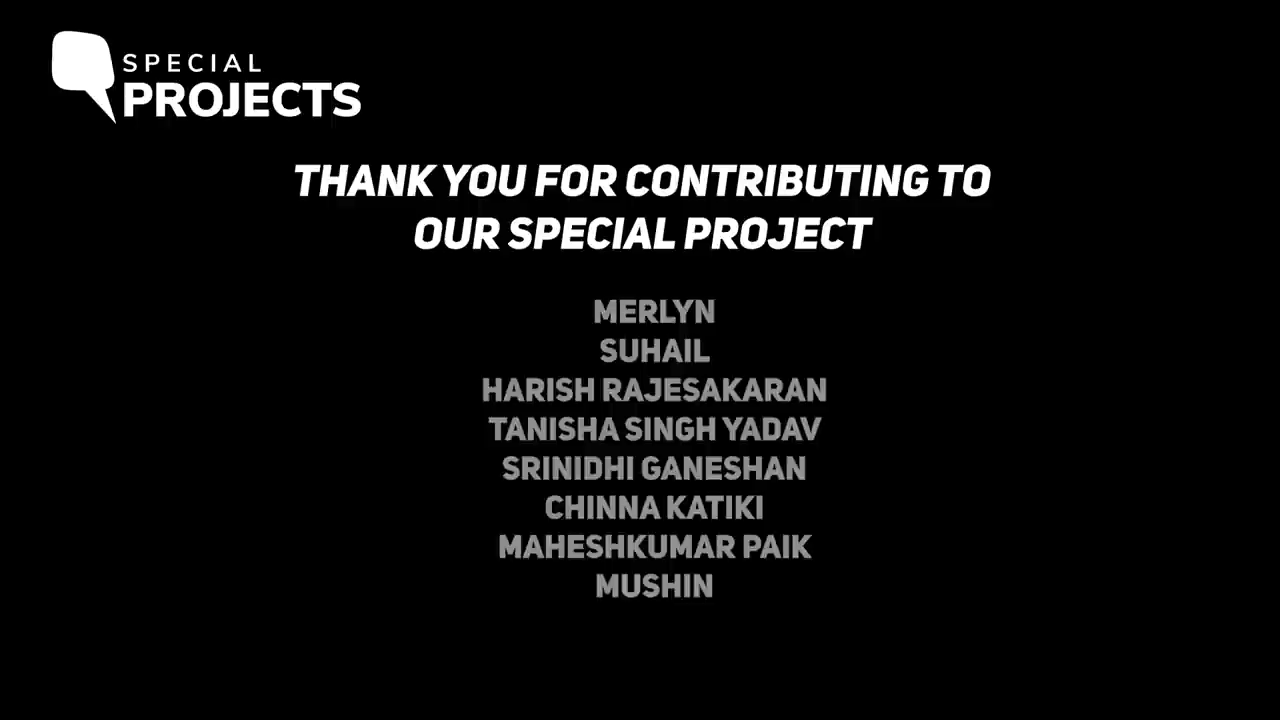 SPECIAL
PROJECTS
THANK YOU FOR CONTRIBUTING TO
OUR SPECIAL PROJECT
MERLYN
SUHAIL
HARISH RAJESAKARAN
TANISHA SINGH YADAV
SRINIDHI GANESHAN
CHINNA KATIKI
MAHESHKUMAR PAIK
MUSHIN